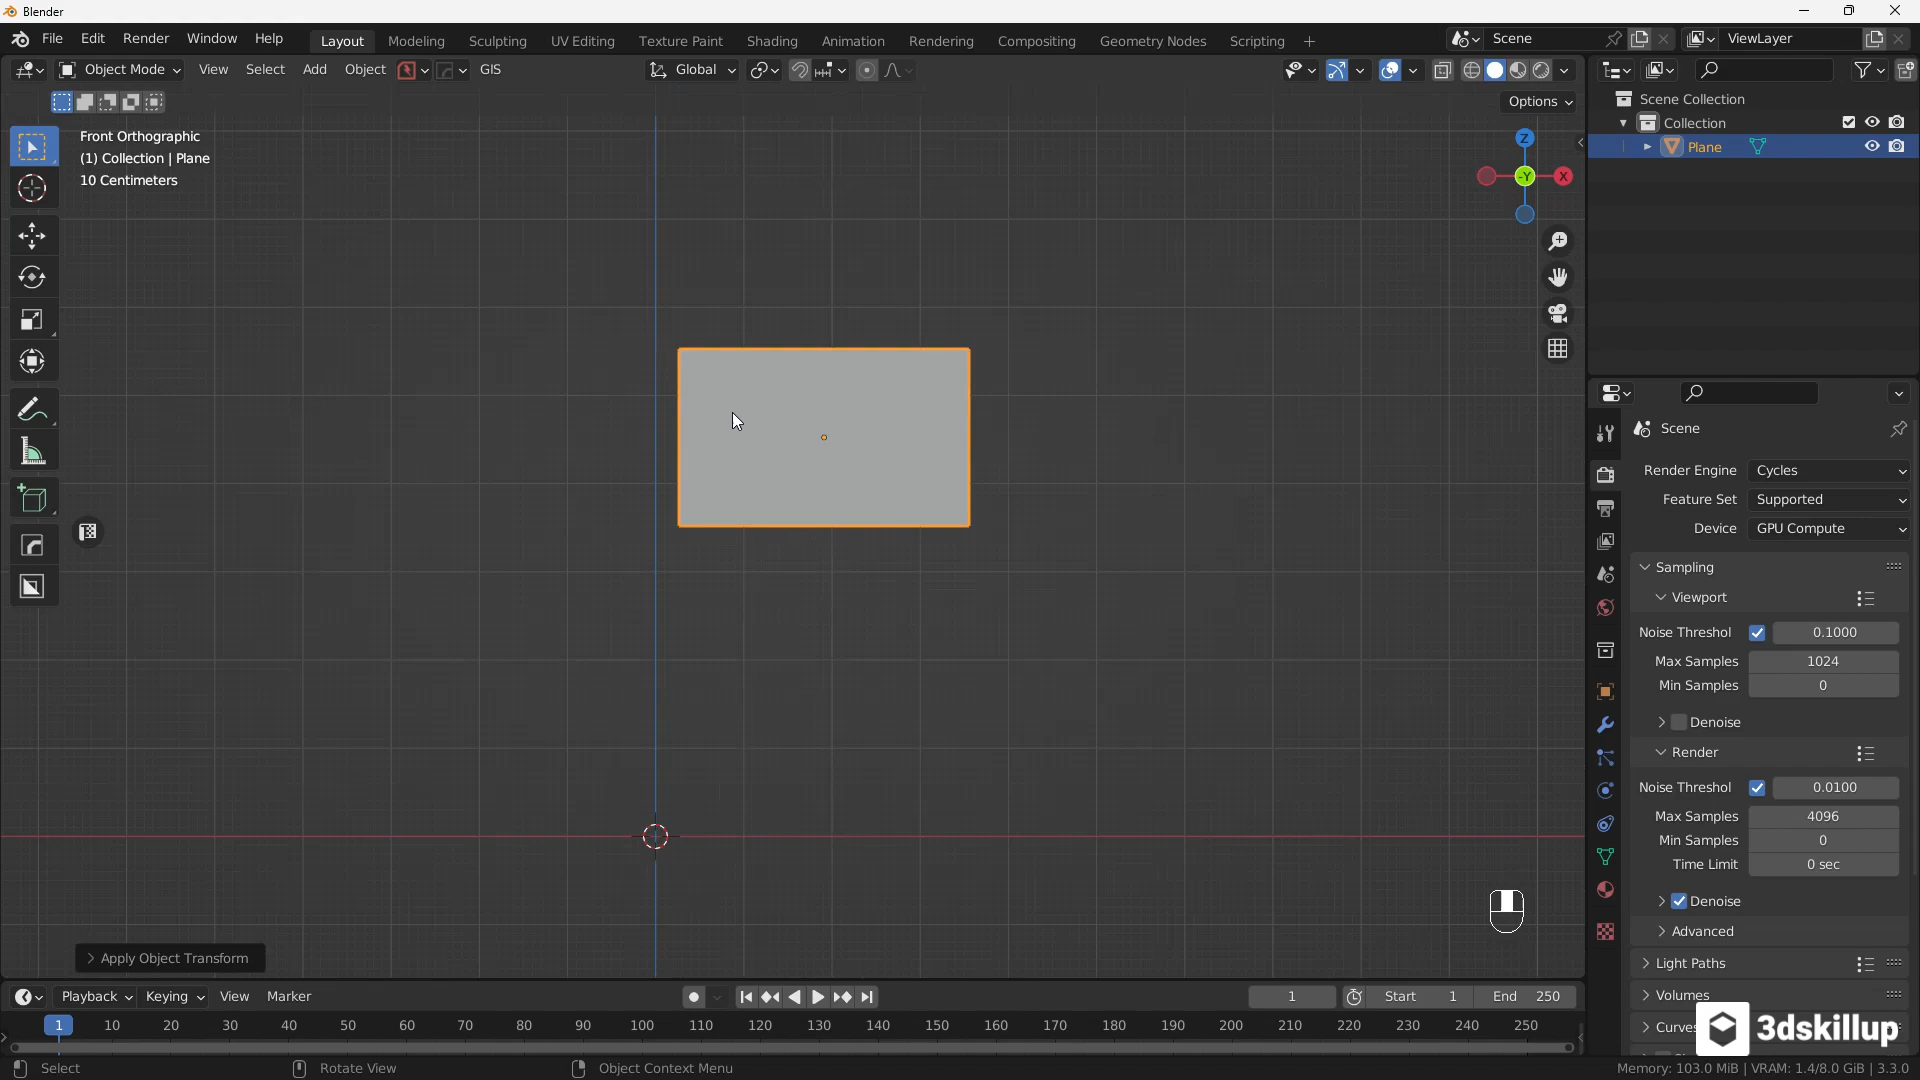 Blender
File Edit Render Window Help
Layout Modeling Sculpting UV Editing Texture Paint Shading Animation Rendering Compositing Geometry Nodes Scripting +
Scene
ViewLayer
Object Mode View Select Add Object GIS
Global
Options
Front Orthographic
(1) Collection | Plane
10 Centimeters
Z
-Y
X
Scene Collection
Collection
Plane
Scene
Render Engine Cycles
Feature Set Supported
Device GPU Compute
Sampling
Viewport
Noise Threshol 0.1000
Max Samples 1024
Min Samples 0
Denoise
Render
Noise Threshol 0.0100
Max Samples 4096
Min Samples 0
Time Limit 0 sec
Denoise
Advanced
Light Paths
Volumes
Curves
3dskillup
Apply Object Transform
Playback Keying View Marker
1 Start 1 End 250
1 10 20 30 40 50 60 70 80 90 100 110 120 130 140 150 160 170 180 190 200 210 220 230 240 250
Select Rotate View Object Context Menu
Memory: 103.0 MiB | VRAM: 1.4/8.0 GiB | 3.3.0